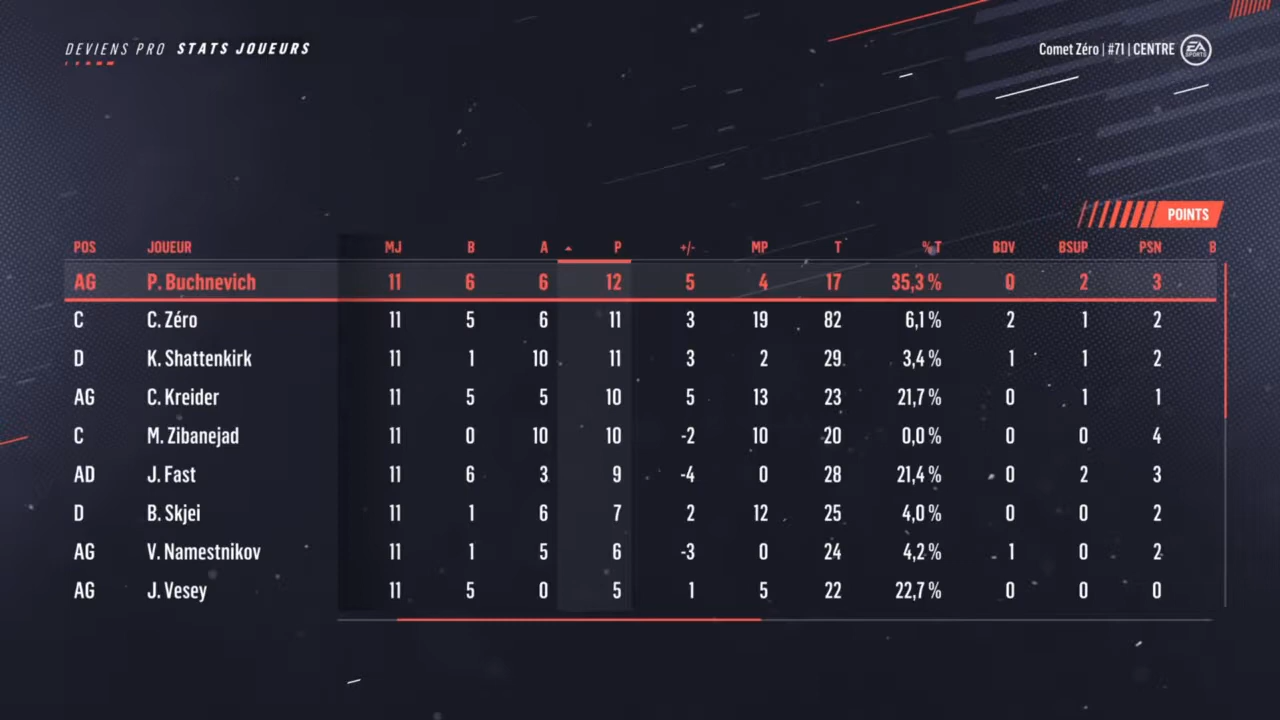 DEVIENS PRO STATS JOUEURS
Comet Zéro | #71 | CENTRE EA SPORTS
POINTS
POS JOUEUR MJ B A P +/- MP T %T BDV BSUP PSN B
AG P. Buchnevich 11 6 6 12 5 4 17 35,3 % 0 2 3
C C. Zéro 11 5 6 11 3 19 82 6,1 % 2 1 2
D K. Shattenkirk 11 1 10 11 3 2 29 3,4 % 1 1 2
AG C. Kreider 11 5 5 10 5 13 23 21,7 % 0 1 1
C M. Zibanejad 11 0 10 10 -2 10 20 0,0 % 0 0 4
AD J. Fast 11 6 3 9 -4 0 28 21,4 % 0 2 3
D B. Skjei 11 1 6 7 2 12 25 4,0 % 0 0 2
AG V. Namestnikov 11 1 5 6 -3 0 24 4,2 % 1 0 2
AG J. Vesey 11 5 0 5 1 5 22 22,7 % 0 0 0